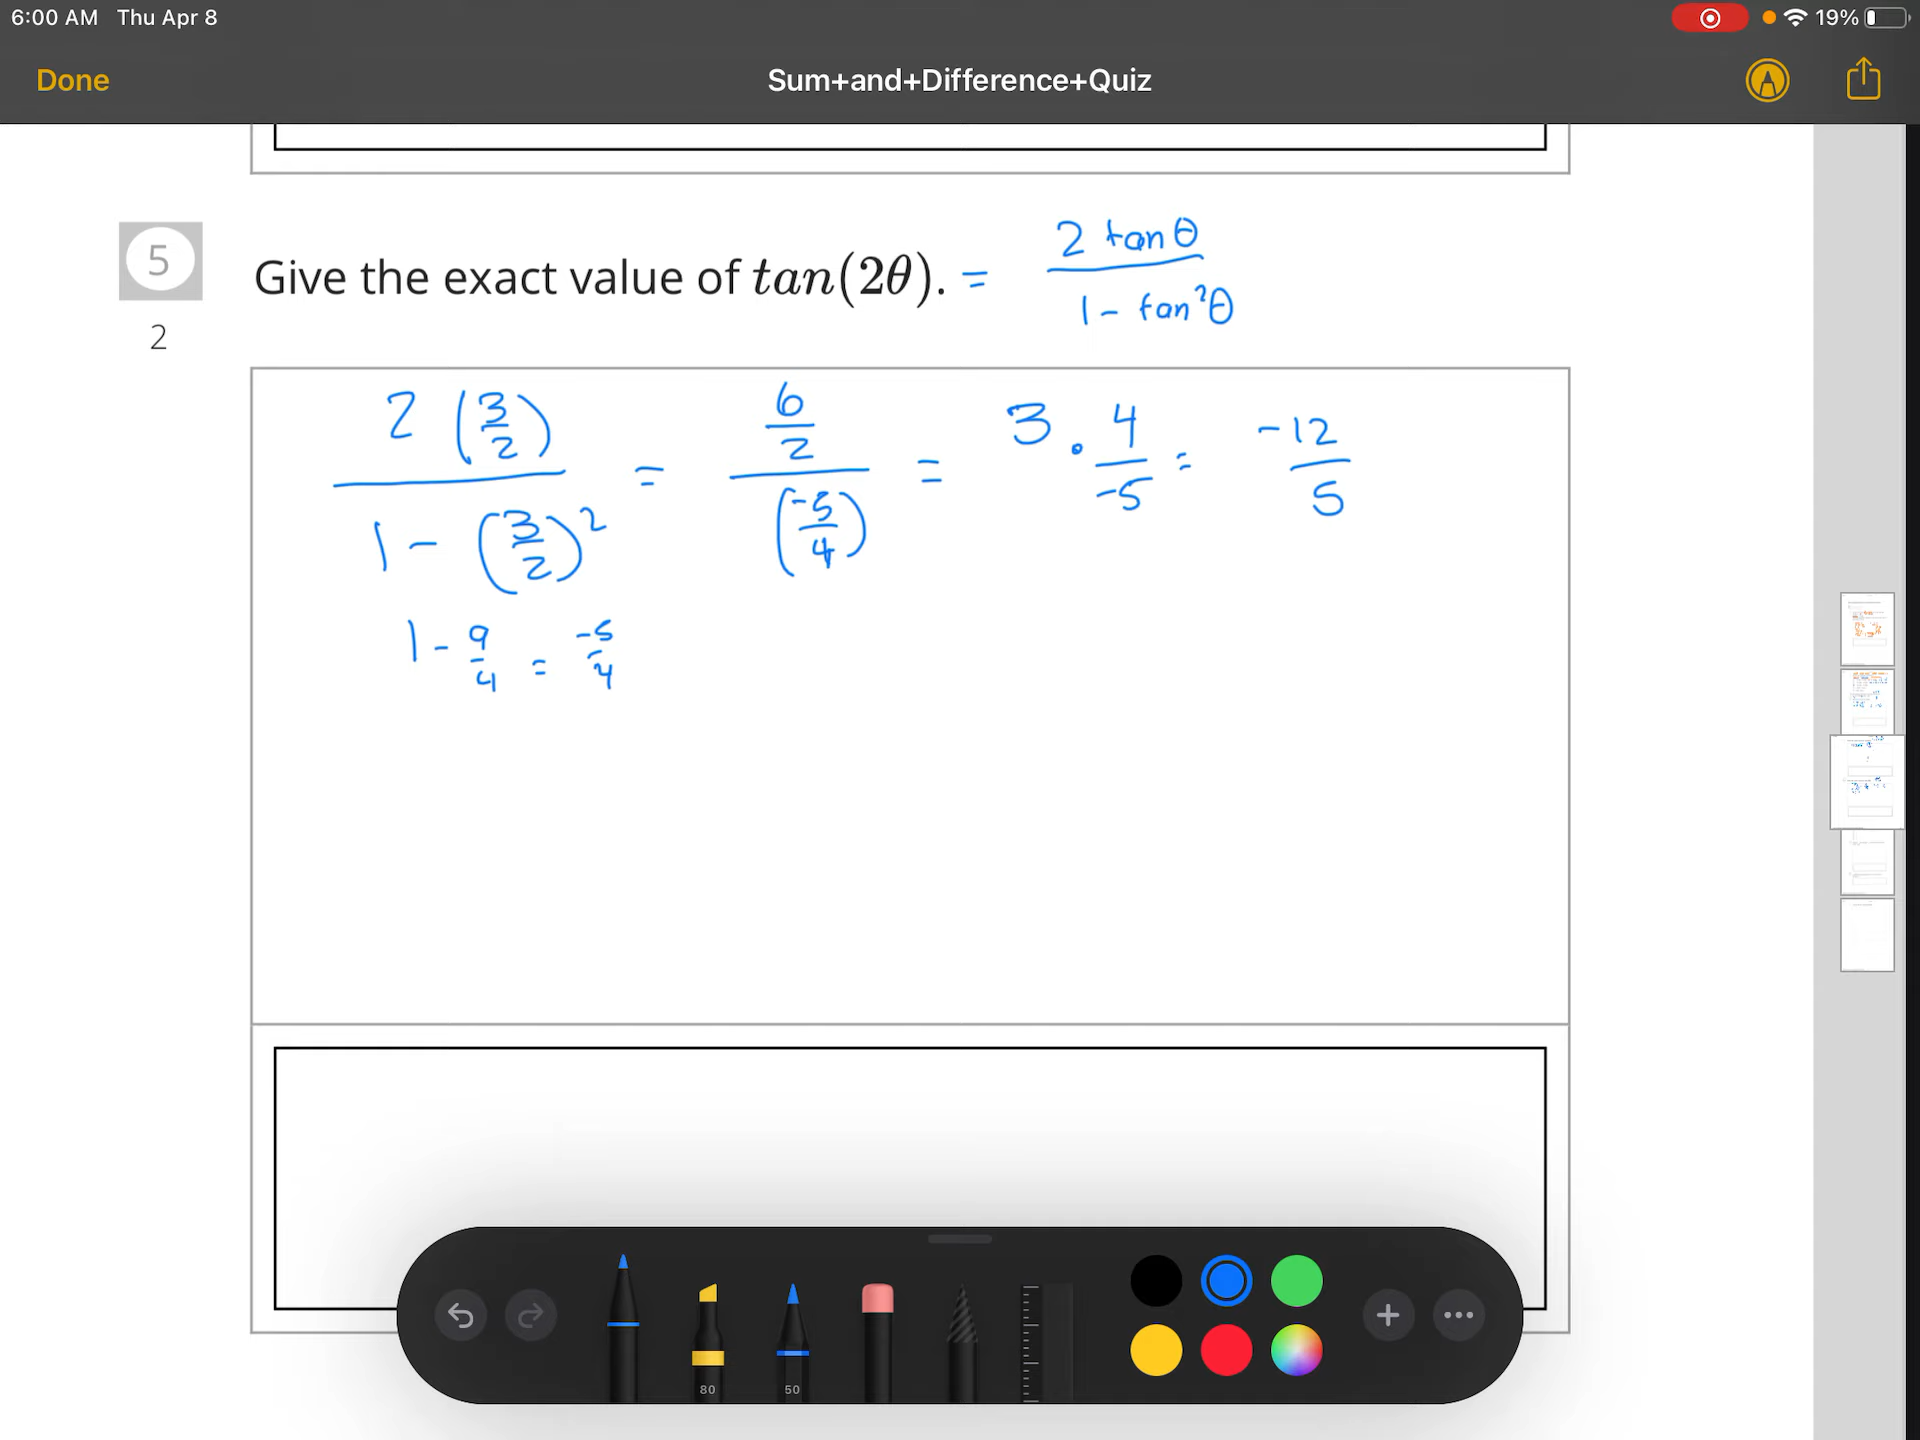 6:00 AM Thu Apr 8
19%
Done
Sum+and+Difference+Quiz
5
2
Give the exact value of tan(2θ). = 2 tan θ / 1 - tan²θ
2 (3/2) / 1 - (3/2)² = 6/2 / (-5/4) = 3 · 4/-5 = -12/5
1 - 9/4 = -5/4
80
50